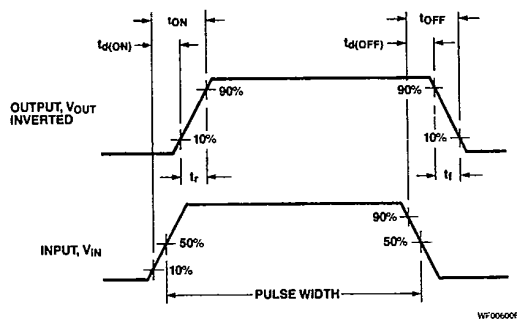 tON
tOFF
td(ON)
td(OFF)
90%
90%
OUTPUT, VOUT
INVERTED
10%
10%
tr
tf
90%
50%
50%
INPUT, VIN
10%
PULSE WIDTH
WF00600F